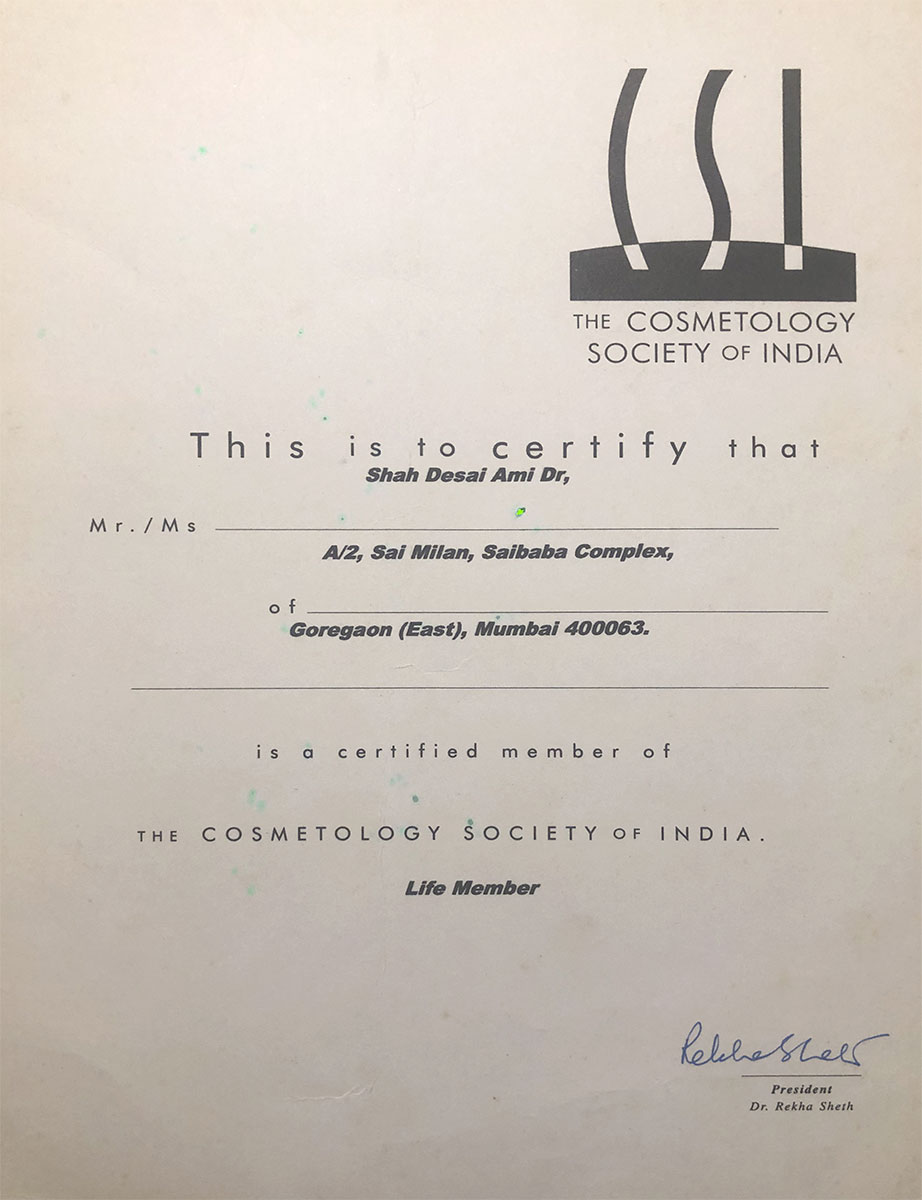 CSI
THE COSMETOLOGY
SOCIETY OF INDIA
This is to certify that
Shah Desai Ami Dr,
Mr./Ms
A/2, Sai Milan, Saibaba Complex,
of
Goregaon (East), Mumbai 400063.
is a certified member of
THE COSMETOLOGY SOCIETY OF INDIA.
Life Member
Rekha Sheth
President
Dr. Rekha Sheth